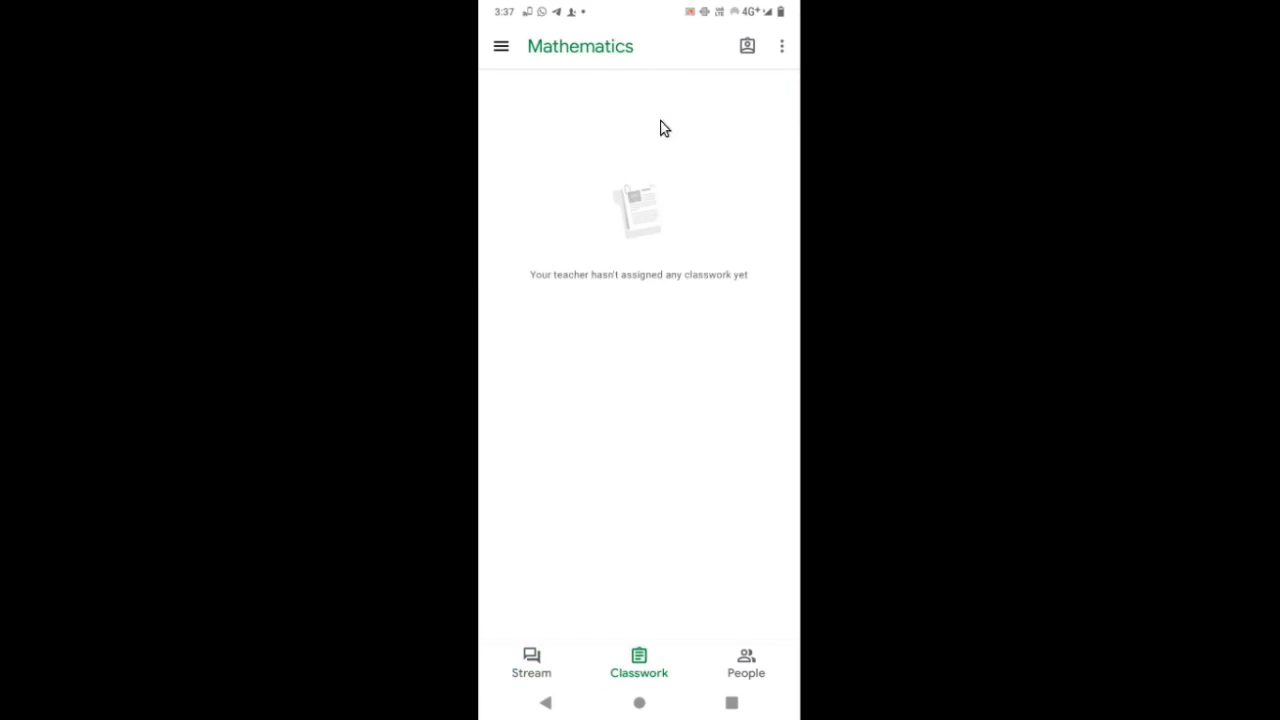 3:37 4G+
Mathematics
Your teacher hasn't assigned any classwork yet
Stream Classwork People